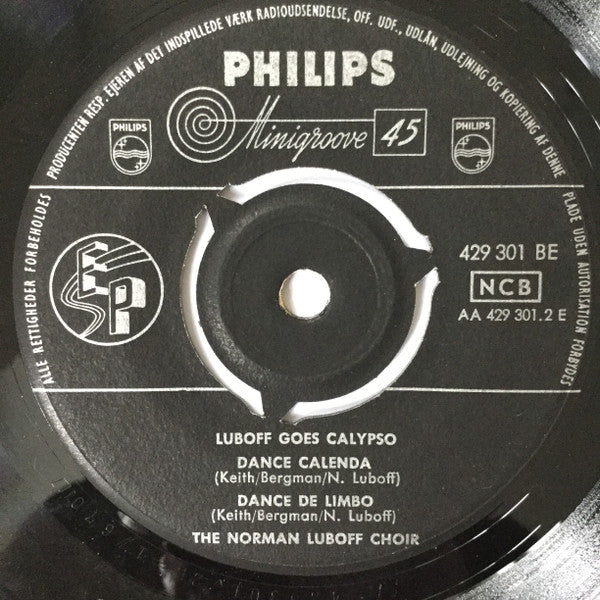 ALLE RETTIGHEDER FORBEHOLDES PRODUCENTEN RESP. EJEREN AF DET INDSPILLEDE VÆRK RADIOUDSENDELSE, OFF. UDF., UDLÅN, UDLEJNING OG KOPIERING AF DENNE PLADE UDEN AUTORISATION FORBYDES
PHILIPS
Minigroove 45
PHILIPS
PHILIPS
EP
429 301 BE
NCB
AA 429 301.2 E
LUBOFF GOES CALYPSO
DANCE CALENDA
(Keith/Bergman/N. Luboff)
DANCE DE LIMBO
(Keith/Bergman/N. Luboff)
THE NORMAN LUBOFF CHOIR